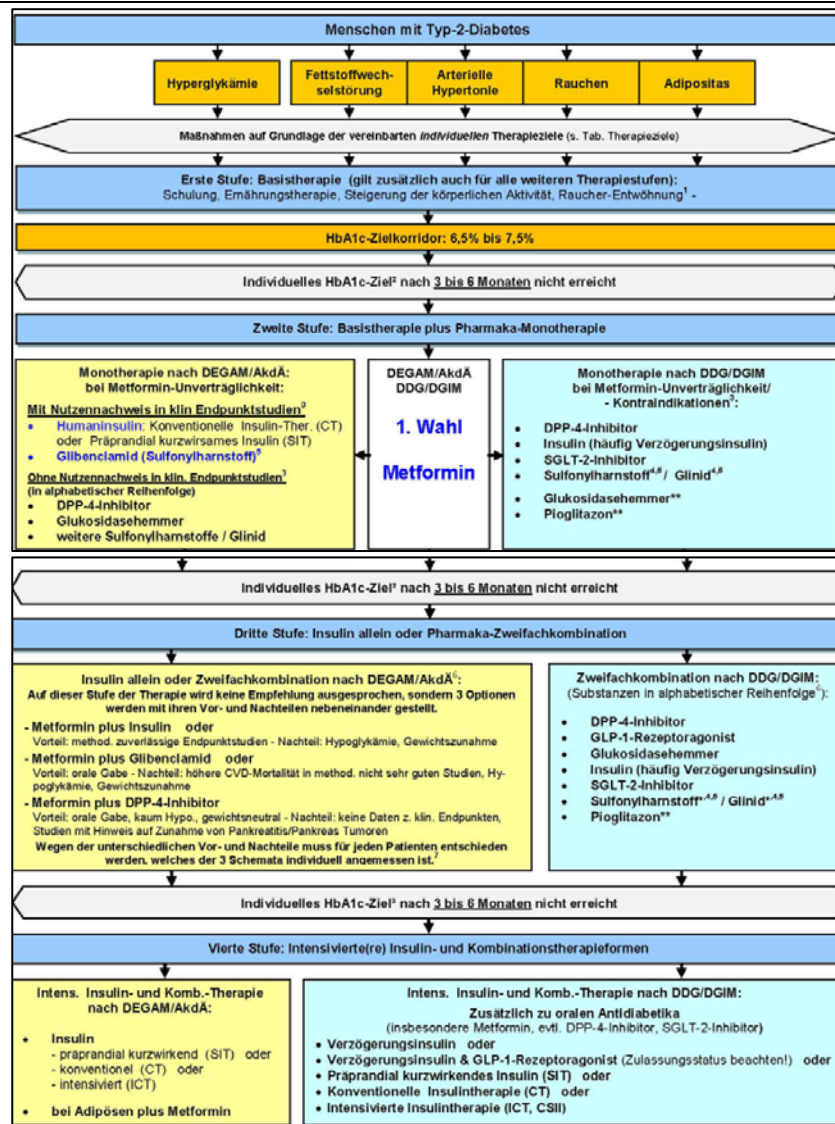 Menschen mit Typ-2-Diabetes
Hyperglykämie
Fettstoffwech-
selstörung
Arterielle
Hypertonie
Rauchen
Adipositas
Maßnahmen auf Grundlage der vereinbarten individuellen Therapieziele (s. Tab. Therapieziele)
Erste Stufe: Basistherapie (gilt zusätzlich auch für alle weiteren Therapiestufen):
Schulung, Ernährungstherapie, Steigerung der körperlichen Aktivität, Raucher-Entwöhnung¹ -
HbA1c-Zielkorridor: 6,5% bis 7,5%
Individuelles HbA1c-Ziel² nach 3 bis 6 Monaten nicht erreicht
Zweite Stufe: Basistherapie plus Pharmaka-Monotherapie
Monotherapie nach DEGAM/AkdÄ:
bei Metformin-Unverträglichkeit:
Mit Nutzennachweis in klin Endpunktstudien³
• Humaninsulin: Konventionelle Insulin-Ther. (CT)
oder Präprandial kurzwirksames Insulin (SIT)
• Glibenclamid (Sulfonylharnstoff)⁵
Ohne Nutzennachweis in klin. Endpunktstudien³
(in alphabetischer Reihenfolge)
• DPP-4-Inhibitor
• Glukosidasehemmer
• weitere Sulfonylharnstoffe / Glinid
DEGAM/AkdÄ
DDG/DGIM
1. Wahl
Metformin
Monotherapie nach DDG/DGIM
bei Metformin-Unverträglichkeit/
- Kontraindikationen³:
• DPP-4-Inhibitor
• Insulin (häufig Verzögerungsinsulin)
• SGLT-2-Inhibitor
• Sulfonylharnstoff⁴,⁵ / Glinid⁴,⁶
• Glukosidasehemmer**
• Pioglitazon**
Individuelles HbA1c-Ziel² nach 3 bis 6 Monaten nicht erreicht
Dritte Stufe: Insulin allein oder Pharmaka-Zweifachkombination
Insulin allein oder Zweifachkombination nach DEGAM/AkdÄ⁶:
Auf dieser Stufe der Therapie wird keine Empfehlung ausgesprochen, sondern 3 Optionen
werden mit ihren Vor- und Nachteilen nebeneinander gestellt.
- Metformin plus Insulin oder
Vorteil: method. zuverlässige Endpunktstudien - Nachteil: Hypoglykämie, Gewichtszunahme
- Metformin plus Glibenclamid oder
Vorteil: orale Gabe - Nachteil: höhere CVD-Mortalität in method. nicht sehr guten Studien, Hy-
poglykämie, Gewichtszunahme
- Meformin plus DPP-4-Inhibitor
Vorteil: orale Gabe, kaum Hypo., gewichtsneutral - Nachteil: keine Daten z. klin. Endpunkten,
Studien mit Hinweis auf Zunahme von Pankreatitis/Pankreas Tumoren
Wegen der unterschiedlichen Vor- und Nachteile muss für jeden Patienten entschieden
werden, welches der 3 Schemata individuell angemessen ist.⁷
Zweifachkombination nach DDG/DGIM:
(Substanzen in alphabetischer Reihenfolge⁶):
• DPP-4-Inhibitor
• GLP-1-Rezeptoragonist
• Glukosidasehemmer
• Insulin (häufig Verzögerungsinsulin)
• SGLT-2-Inhibitor
• Sulfonylharnstoff*,⁴,⁵ / Glinid*,⁴,⁶
• Pioglitazon**
Individuelles HbA1c-Ziel² nach 3 bis 6 Monaten nicht erreicht
Vierte Stufe: Intensivierte(re) Insulin- und Kombinationstherapieformen
Intens. Insulin- und Komb.-Therapie
nach DEGAM/AkdÄ:
• Insulin
- präprandial kurzwirkend (SIT) oder
- konventionel (CT) oder
- intensiviert (ICT)
• bei Adipösen plus Metformin
Intens. Insulin- und Komb.-Therapie nach DDG/DGIM:
Zusätzlich zu oralen Antidiabetika
(insbesondere Metformin, evtl. DPP-4-Inhibitor, SGLT-2-Inhibitor)
• Verzögerungsinsulin oder
• Verzögerungsinsulin & GLP-1-Rezeptoragonist (Zulassungsstatus beachten!) oder
• Präprandial kurzwirkendes Insulin (SIT) oder
• Konventionelle Insulintherapie (CT) oder
• Intensivierte Insulintherapie (ICT, CSII)